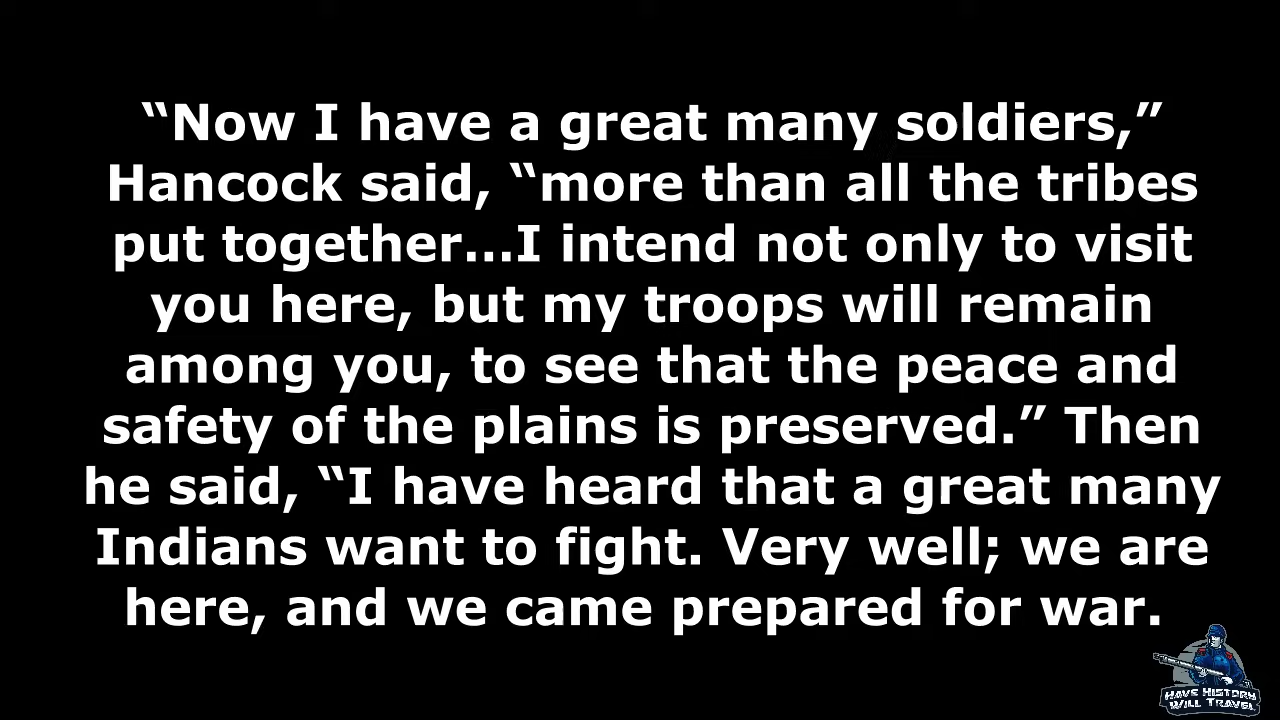 “Now I have a great many soldiers,”
Hancock said, “more than all the tribes
put together...I intend not only to visit
you here, but my troops will remain
among you, to see that the peace and
safety of the plains is preserved.” Then
he said, “I have heard that a great many
Indians want to fight. Very well; we are
here, and we came prepared for war.
HAVE HISTORY
WILL TRAVEL